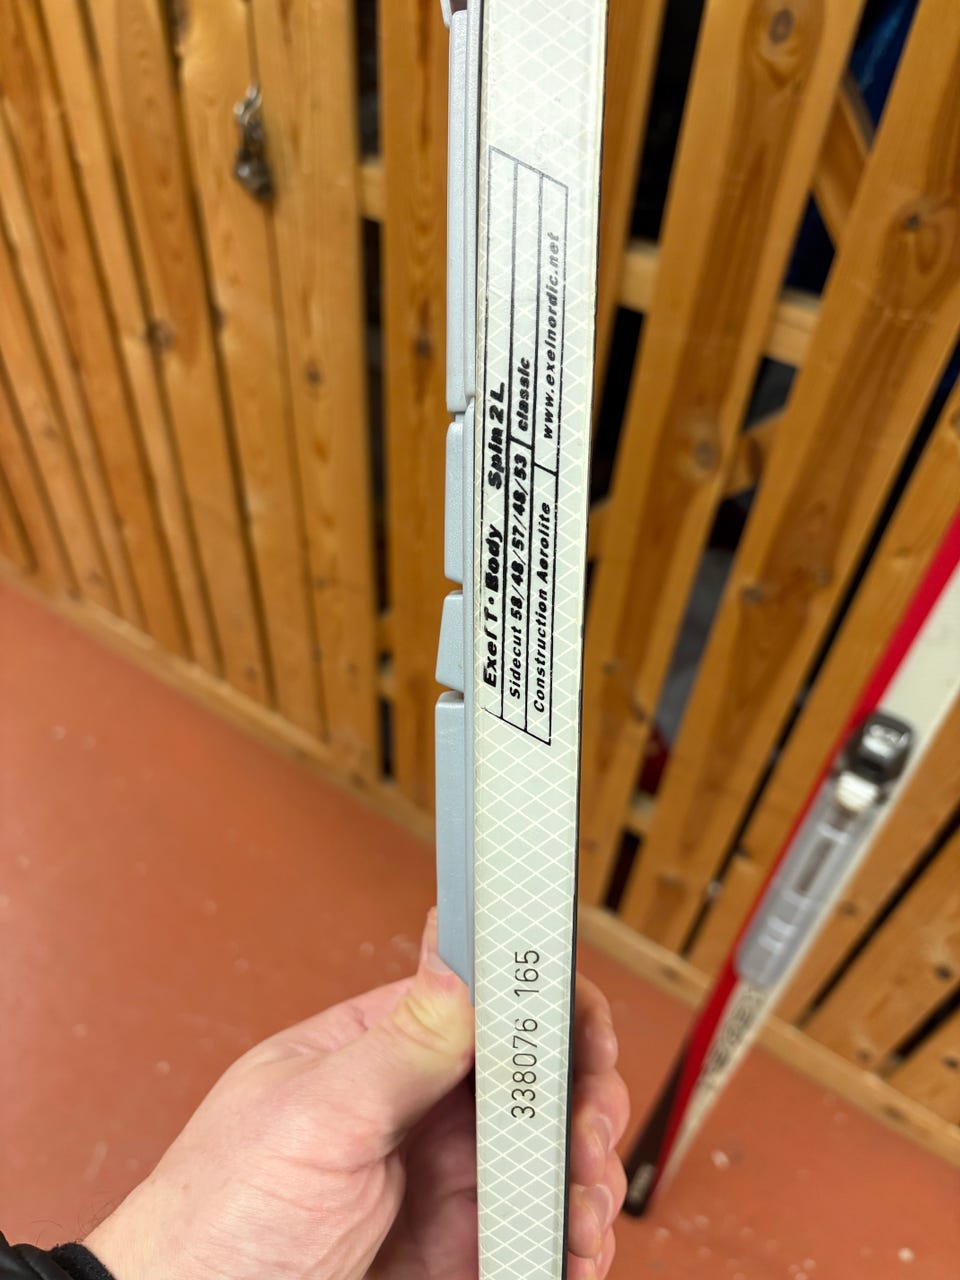 Exel T·Body Spin 2 L
Sidecut 58/48/57/48/53 classic
Construction Aerolite www.exelnordic.net
338076 165